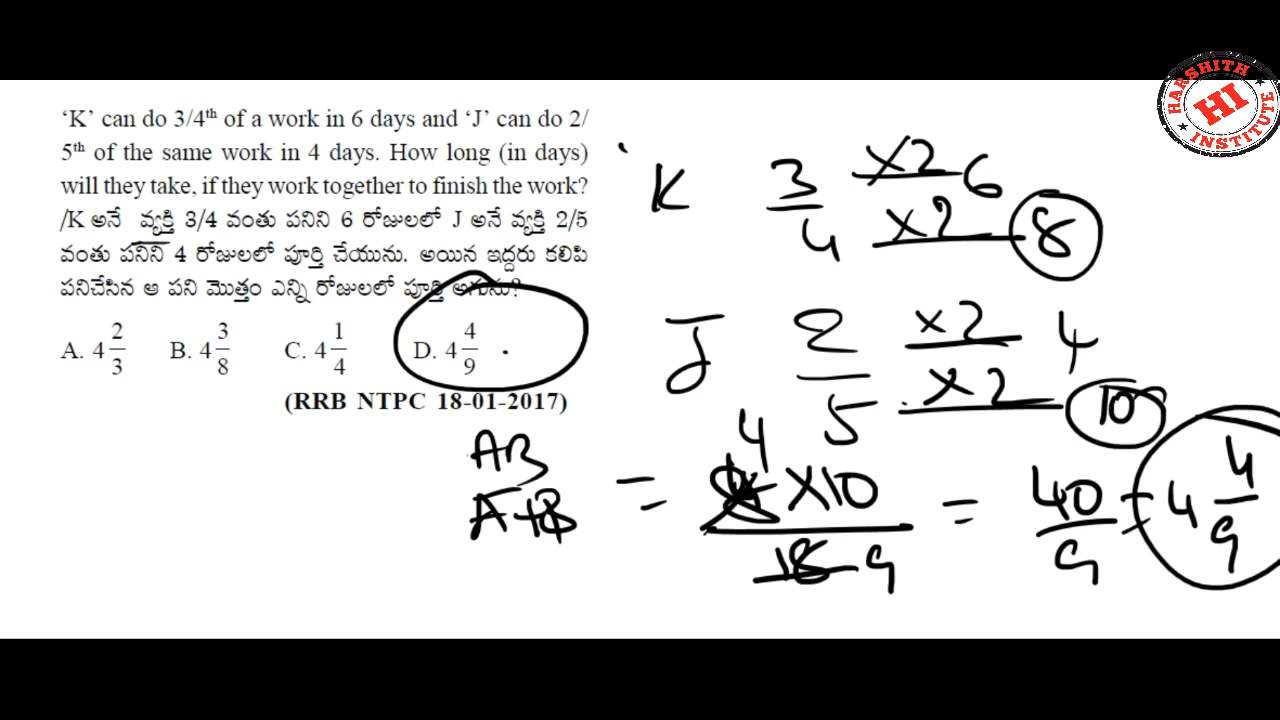 HARSHITH
HI
INSTITUTE
‘K’ can do 3/4th of a work in 6 days and ‘J’ can do 2/
5th of the same work in 4 days. How long (in days)
will they take, if they work together to finish the work?
/K అనే వ్యక్తి 3/4 వంతు పనిని 6 రోజులలో J అనే వ్యక్తి 2/5
వంతు పనిని 4 రోజులలో పూర్తి చేయును. అయిన ఇద్దరు కలిపి
పనిచేసిన ఆ పని మొత్తం ఎన్ని రోజులలో పూర్తి అగును?
A. 4 2/3 B. 4 3/8 C. 4 1/4 D. 4 4/9
(RRB NTPC 18-01-2017)
K 3/4 ×2 6
×2 8
J 2/5 ×2 4
×2 10
AB/A+B = 4 ×10 / 18 9 = 40/9 = 4 4/9